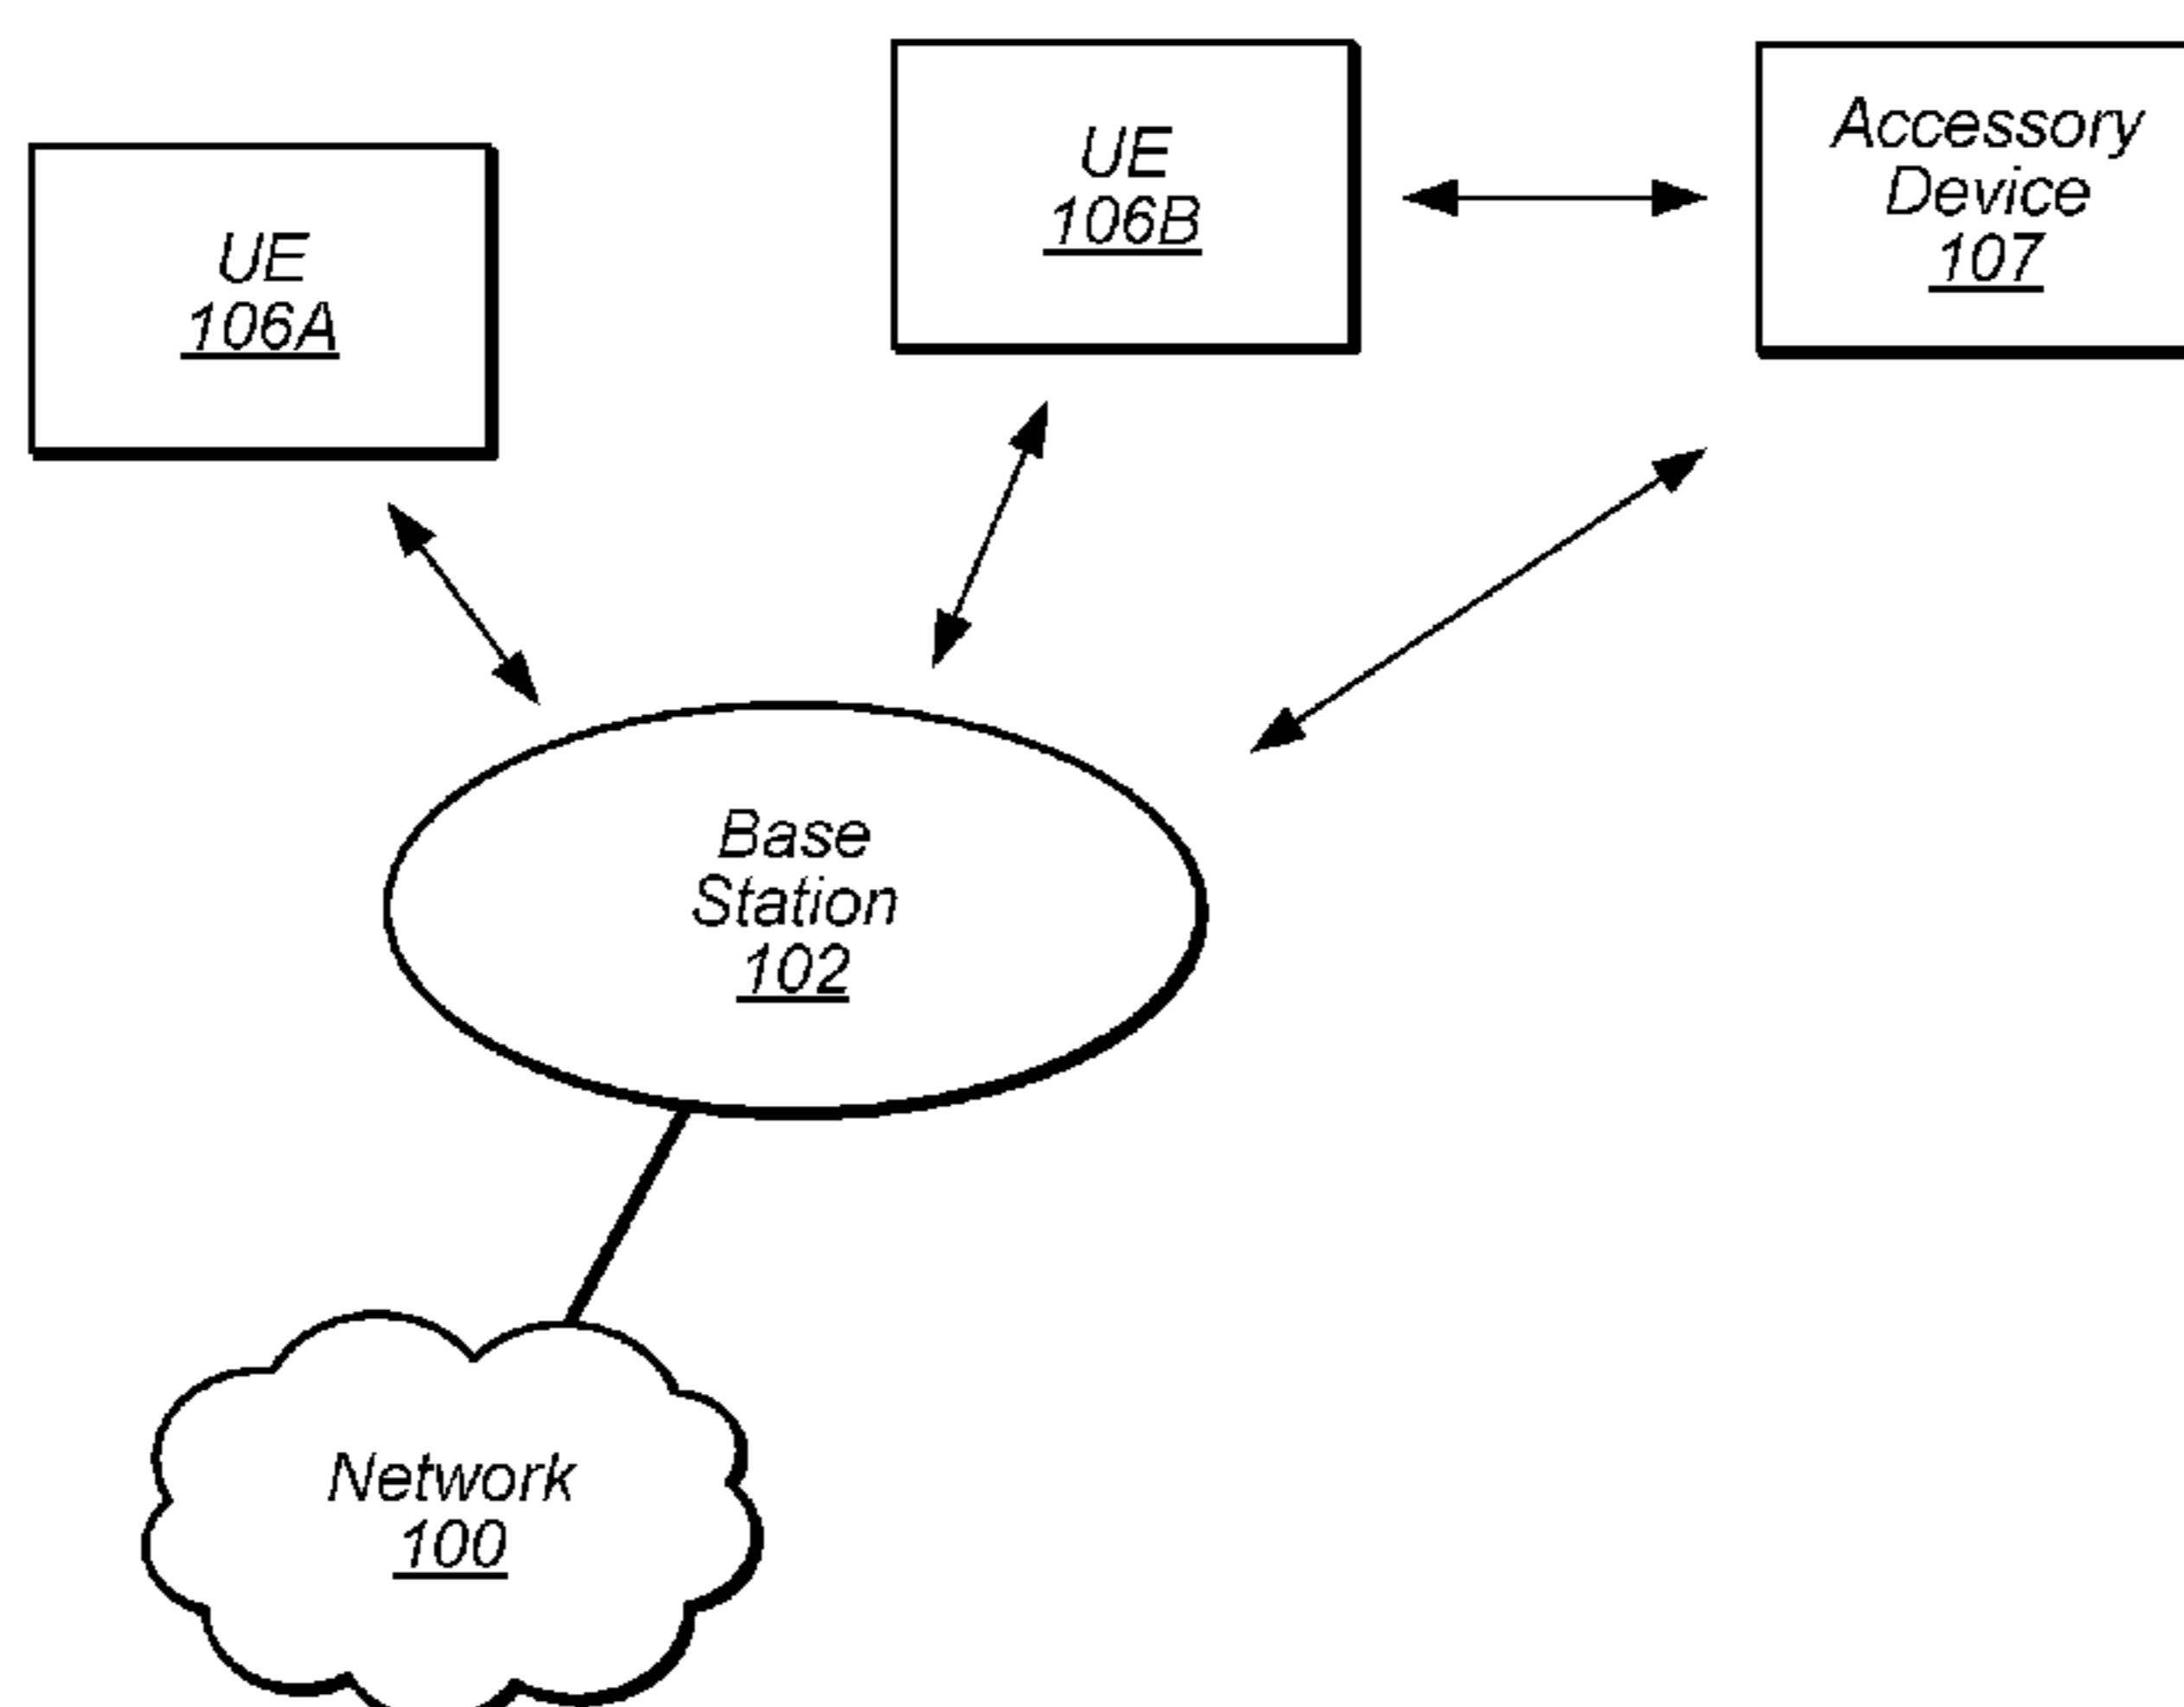 UE
106A
UE
106B
Accessory
Device
107
Base
Station
102
Network
100